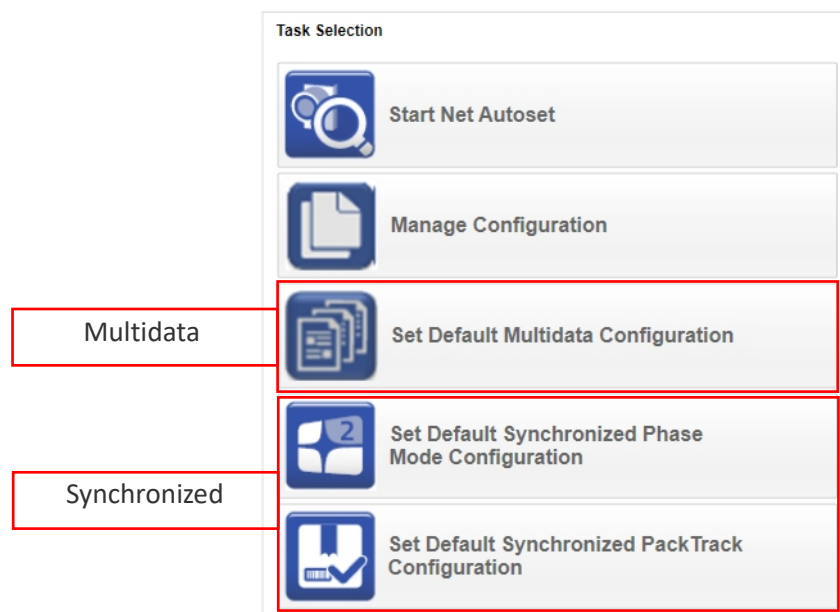 Task Selection
Start Net Autoset
Manage Configuration
Multidata
Set Default Multidata Configuration
2
Set Default Synchronized Phase
Mode Configuration
Synchronized
Set Default Synchronized PackTrack
Configuration